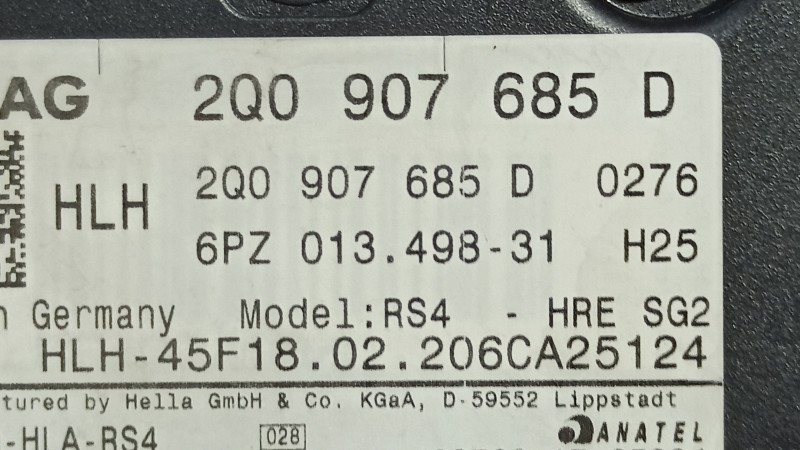 AG 2Q0 907 685 D
HLH 2Q0 907 685 D 0276
6PZ 013.498-31 H25
n Germany Model:RS4 - HRE SG2
HLH-45F18.02.206CA25124
tured by Hella GmbH & Co. KGaA, D-59552 Lippstadt
-HLA-RS4 028 ANATEL